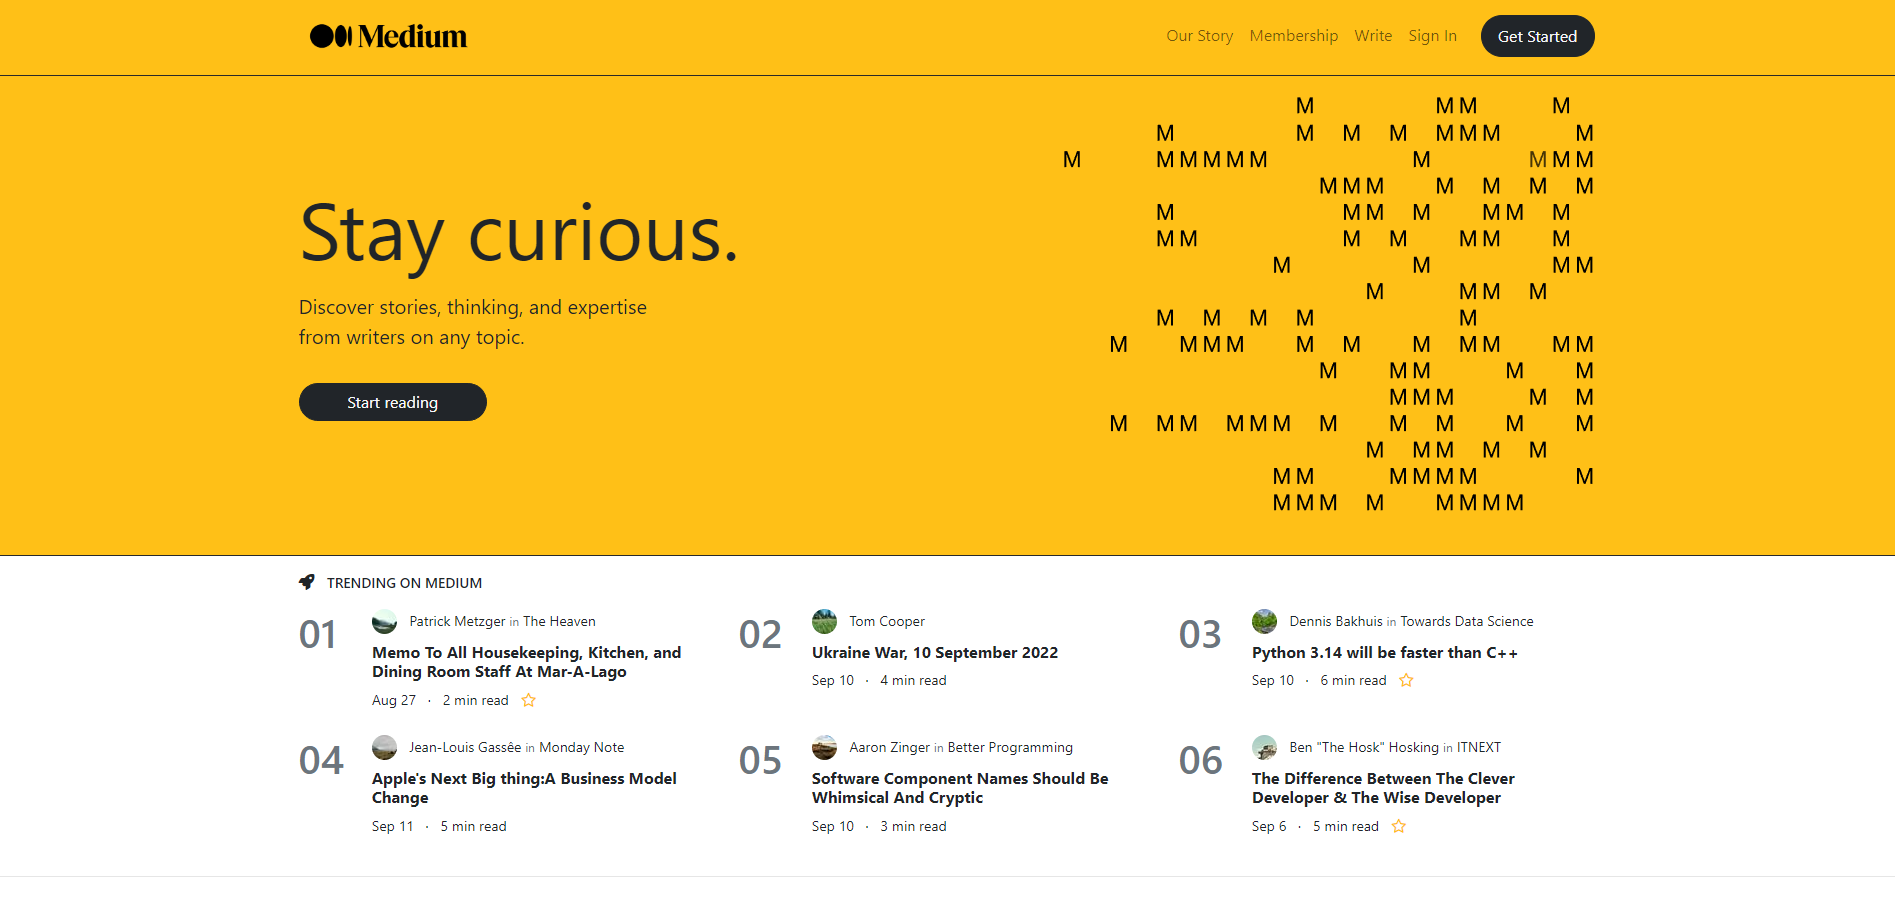 Medium
Our Story Membership Write Sign In Get Started
M M M M
M M M M M M M M
M M M M M M M M M M
M M M M M M M
M M M M M M M
M M M M M M M
M M M M
M M M M
M M M M M
M M M M M M M M M M M
M M M M M
M M M M M
M M M M M M M M M M M
M M M M M
M M M M M M M
M M M M M M M M
Stay curious.
Discover stories, thinking, and expertise
from writers on any topic.
Start reading
TRENDING ON MEDIUM
01
Patrick Metzger in The Heaven
Memo To All Housekeeping, Kitchen, and
Dining Room Staff At Mar-A-Lago
Aug 27 · 2 min read
02
Tom Cooper
Ukraine War, 10 September 2022
Sep 10 · 4 min read
03
Dennis Bakhuis in Towards Data Science
Python 3.14 will be faster than C++
Sep 10 · 6 min read
04
Jean-Louis Gassêe in Monday Note
Apple's Next Big thing:A Business Model
Change
Sep 11 · 5 min read
05
Aaron Zinger in Better Programming
Software Component Names Should Be
Whimsical And Cryptic
Sep 10 · 3 min read
06
Ben "The Hosk" Hosking in ITNEXT
The Difference Between The Clever
Developer & The Wise Developer
Sep 6 · 5 min read